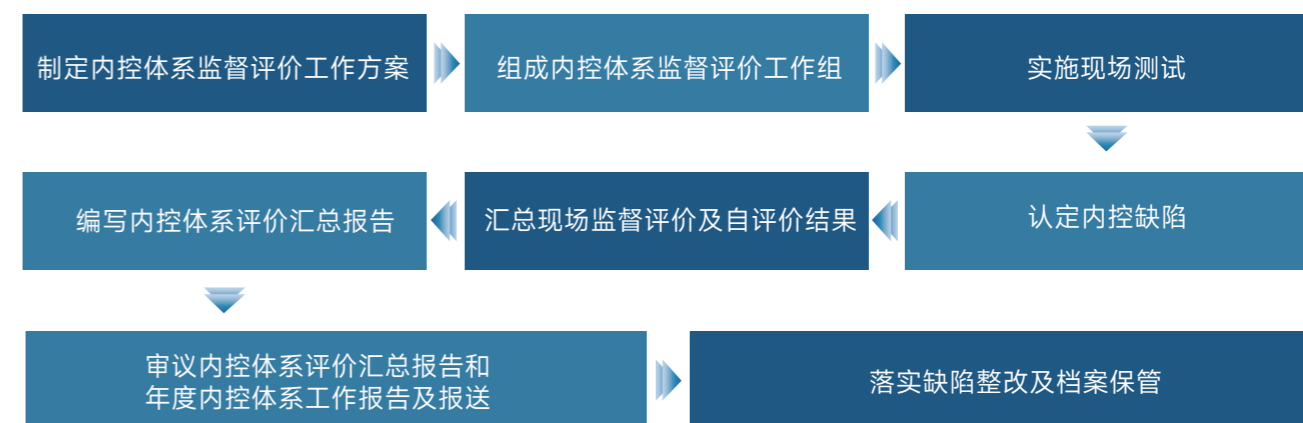 制定内控体系监督评价工作方案
组成内控体系监督评价工作组
实施现场测试
认定内控缺陷
汇总现场监督评价及自评价结果
编写内控体系评价汇总报告
审议内控体系评价汇总报告和
年度内控体系工作报告及报送
落实缺陷整改及档案保管